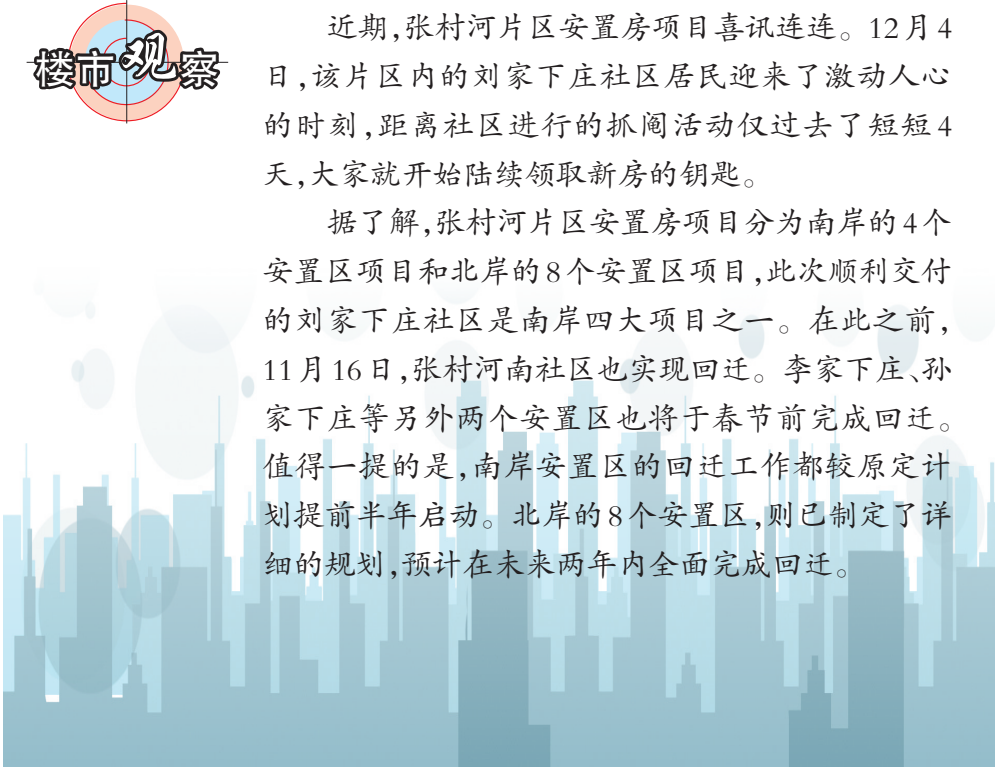 楼市观察
近期,张村河片区安置房项目喜讯连连。12月4
日,该片区内的刘家下庄社区居民迎来了激动人心
的时刻,距离社区进行的抓阄活动仅过去了短短4
天,大家就开始陆续领取新房的钥匙。
据了解,张村河片区安置房项目分为南岸的4个
安置区项目和北岸的8个安置区项目,此次顺利交付
的刘家下庄社区是南岸四大项目之一。在此之前,
11月16日,张村河南社区也实现回迁。李家下庄、孙
家下庄等另外两个安置区也将于春节前完成回迁。
值得一提的是,南岸安置区的回迁工作都较原定计
划提前半年启动。北岸的8个安置区,则已制定了详
细的规划,预计在未来两年内全面完成回迁。